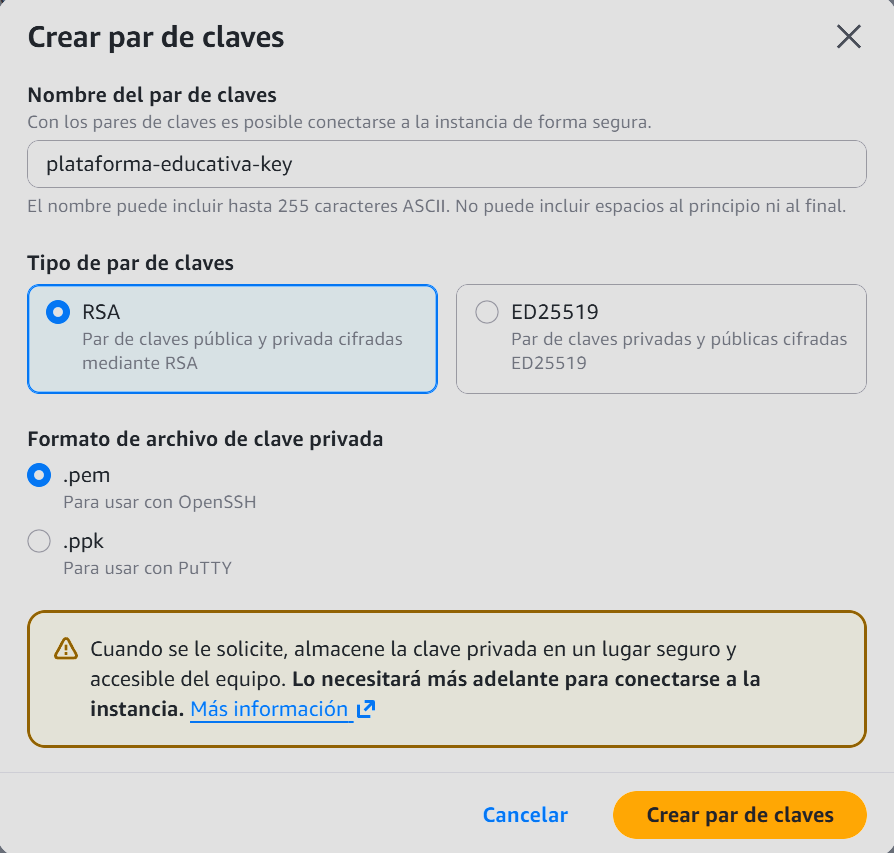 Crear par de claves
Nombre del par de claves
Con los pares de claves es posible conectarse a la instancia de forma segura.
plataforma-educativa-key
El nombre puede incluir hasta 255 caracteres ASCII. No puede incluir espacios al principio ni al final.
Tipo de par de claves
RSA
Par de claves pública y privada cifradas
mediante RSA
ED25519
Par de claves privadas y públicas cifradas
ED25519
Formato de archivo de clave privada
.pem
Para usar con OpenSSH
.ppk
Para usar con PuTTY
Cuando se le solicite, almacene la clave privada en un lugar seguro y
accesible del equipo. Lo necesitará más adelante para conectarse a la
instancia. Más información
Cancelar
Crear par de claves